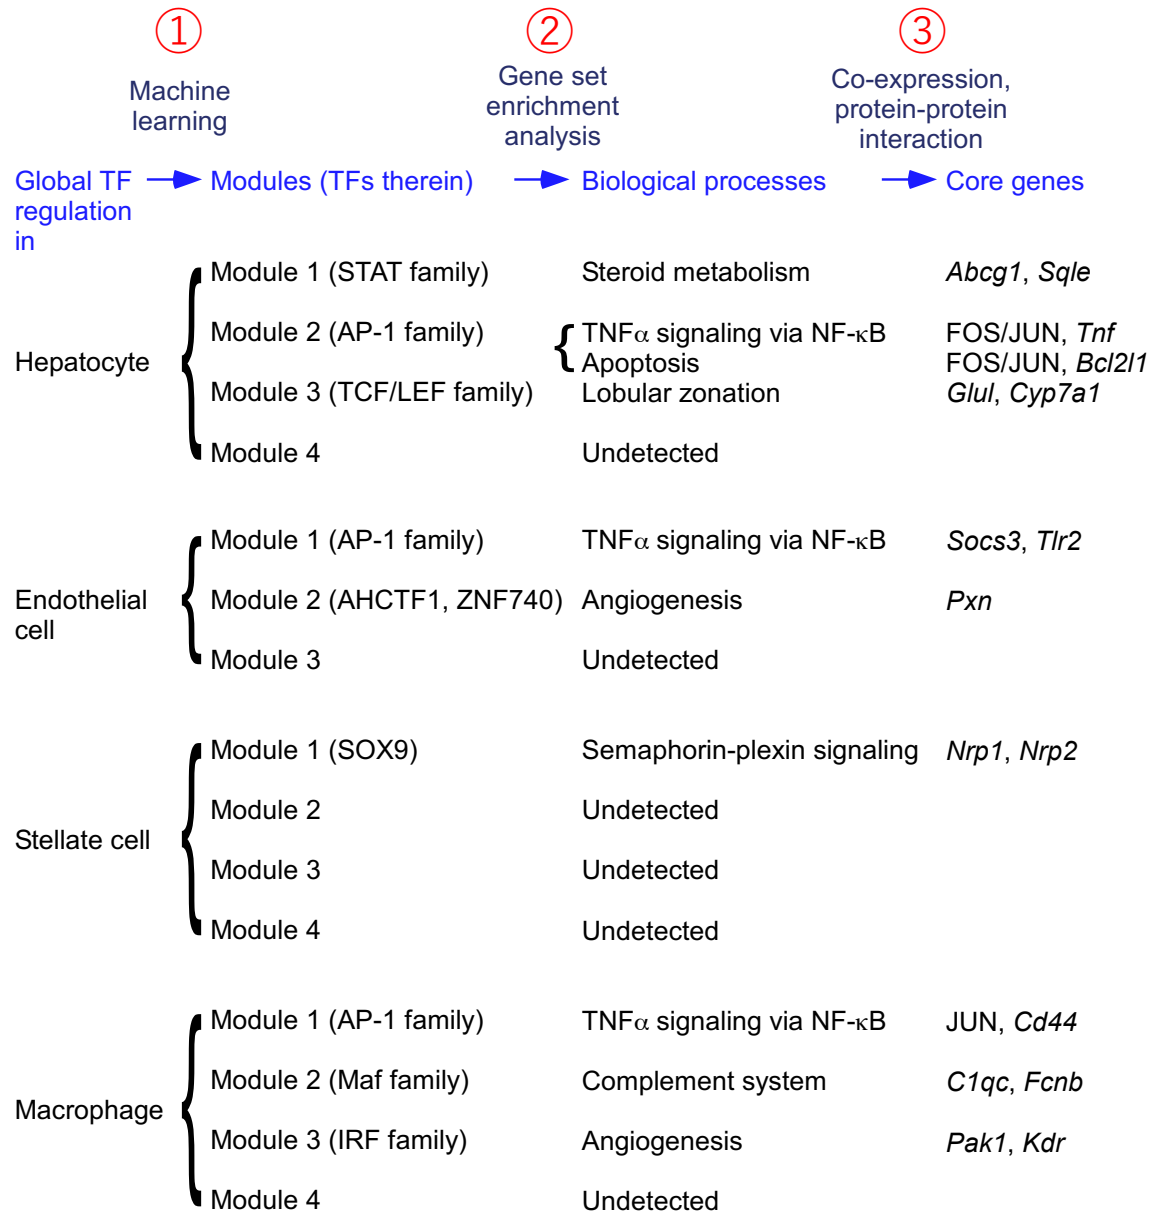 ① ② ③
Machine
learning
Gene set
enrichment
analysis
Co-expression,
protein-protein
interaction
Global TF
regulation
in
Modules (TFs therein)
Biological processes
Core genes
Hepatocyte
Module 1 (STAT family) Steroid metabolism Abcg1, Sqle
Module 2 (AP-1 family) TNFα signaling via NF-κB FOS/JUN, Tnf
Apoptosis FOS/JUN, Bcl2l1
Module 3 (TCF/LEF family) Lobular zonation Glul, Cyp7a1
Module 4 Undetected
Endothelial
cell
Module 1 (AP-1 family) TNFα signaling via NF-κB Socs3, Tlr2
Module 2 (AHCTF1, ZNF740) Angiogenesis Pxn
Module 3 Undetected
Stellate cell
Module 1 (SOX9) Semaphorin-plexin signaling Nrp1, Nrp2
Module 2 Undetected
Module 3 Undetected
Module 4 Undetected
Macrophage
Module 1 (AP-1 family) TNFα signaling via NF-κB JUN, Cd44
Module 2 (Maf family) Complement system C1qc, Fcnb
Module 3 (IRF family) Angiogenesis Pak1, Kdr
Module 4 Undetected